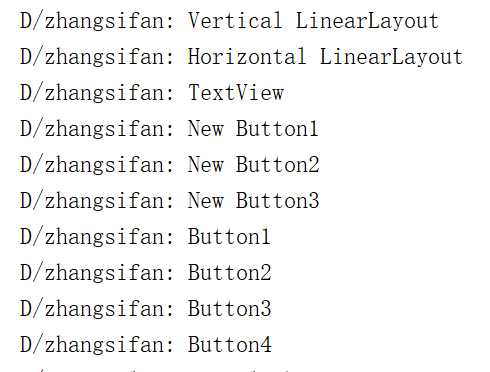 D/zhangsifan: Vertical LinearLayout
D/zhangsifan: Horizontal LinearLayout
D/zhangsifan: TextView
D/zhangsifan: New Button1
D/zhangsifan: New Button2
D/zhangsifan: New Button3
D/zhangsifan: Button1
D/zhangsifan: Button2
D/zhangsifan: Button3
D/zhangsifan: Button4